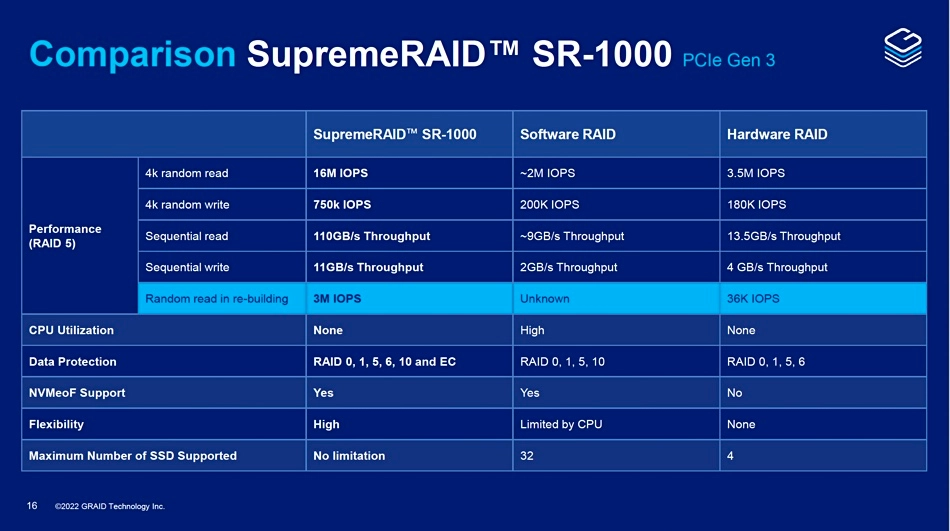 Comparison SupremeRAID™ SR-1000 PCIe Gen 3
SupremeRAID™ SR-1000 Software RAID Hardware RAID
Performance
(RAID 5)
4k random read 16M IOPS ~2M IOPS 3.5M IOPS
4k random write 750k IOPS 200K IOPS 180K IOPS
Sequential read 110GB/s Throughput ~9GB/s Throughput 13.5GB/s Throughput
Sequential write 11GB/s Throughput 2GB/s Throughput 4 GB/s Throughput
Random read in re-building 3M IOPS Unknown 36K IOPS
CPU Utilization None High None
Data Protection RAID 0, 1, 5, 6, 10 and EC RAID 0, 1, 5, 10 RAID 0, 1, 5, 6
NVMeoF Support Yes Yes No
Flexibility High Limited by CPU None
Maximum Number of SSD Supported No limitation 32 4
16 ©2022 GRAID Technology Inc.